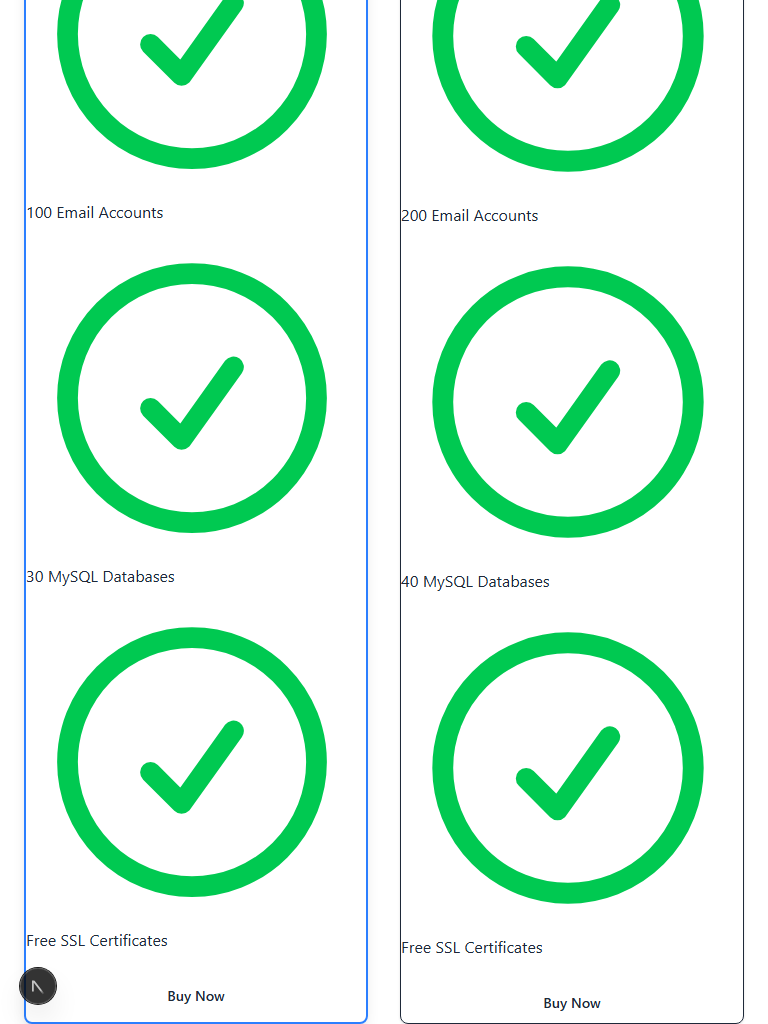 100 Email Accounts
200 Email Accounts
30 MySQL Databases
40 MySQL Databases
Free SSL Certificates
Free SSL Certificates
Buy Now
Buy Now